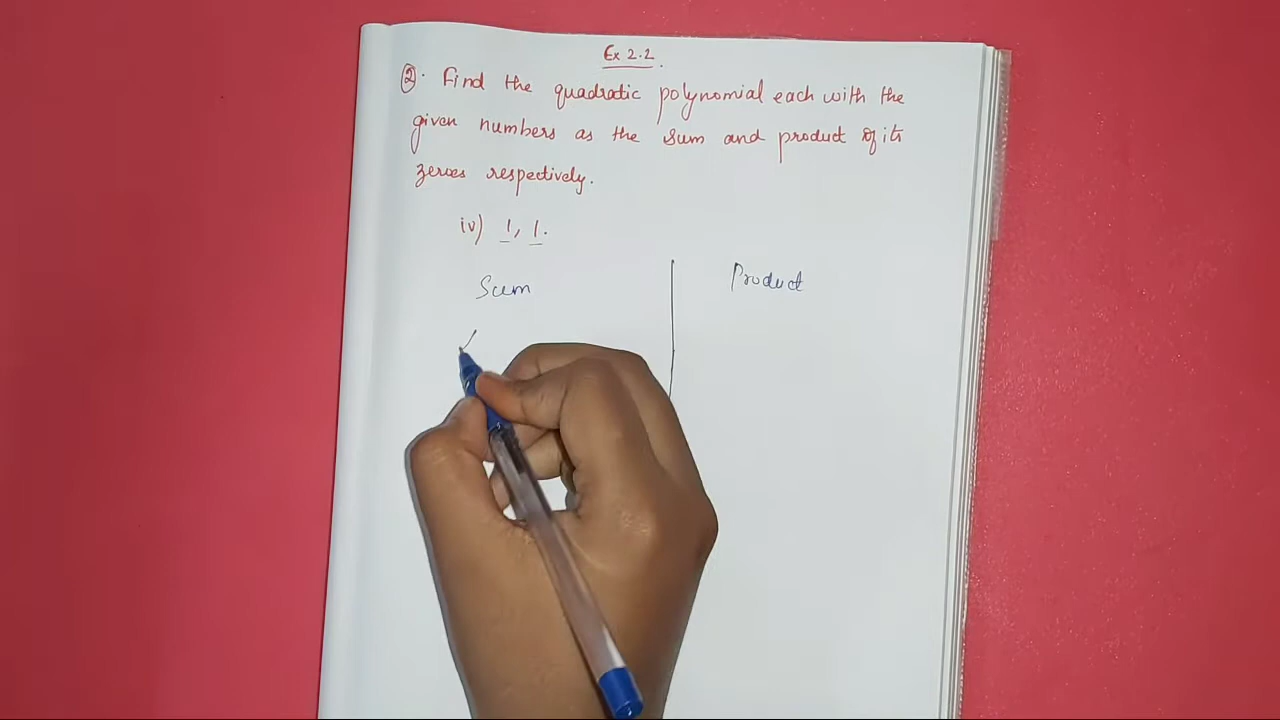 Ex 2.2.
②. Find the quadratic polynomial each with the
given numbers as the sum and product of its
zeroes respectively.
iv) 1, 1.
Sum
Product